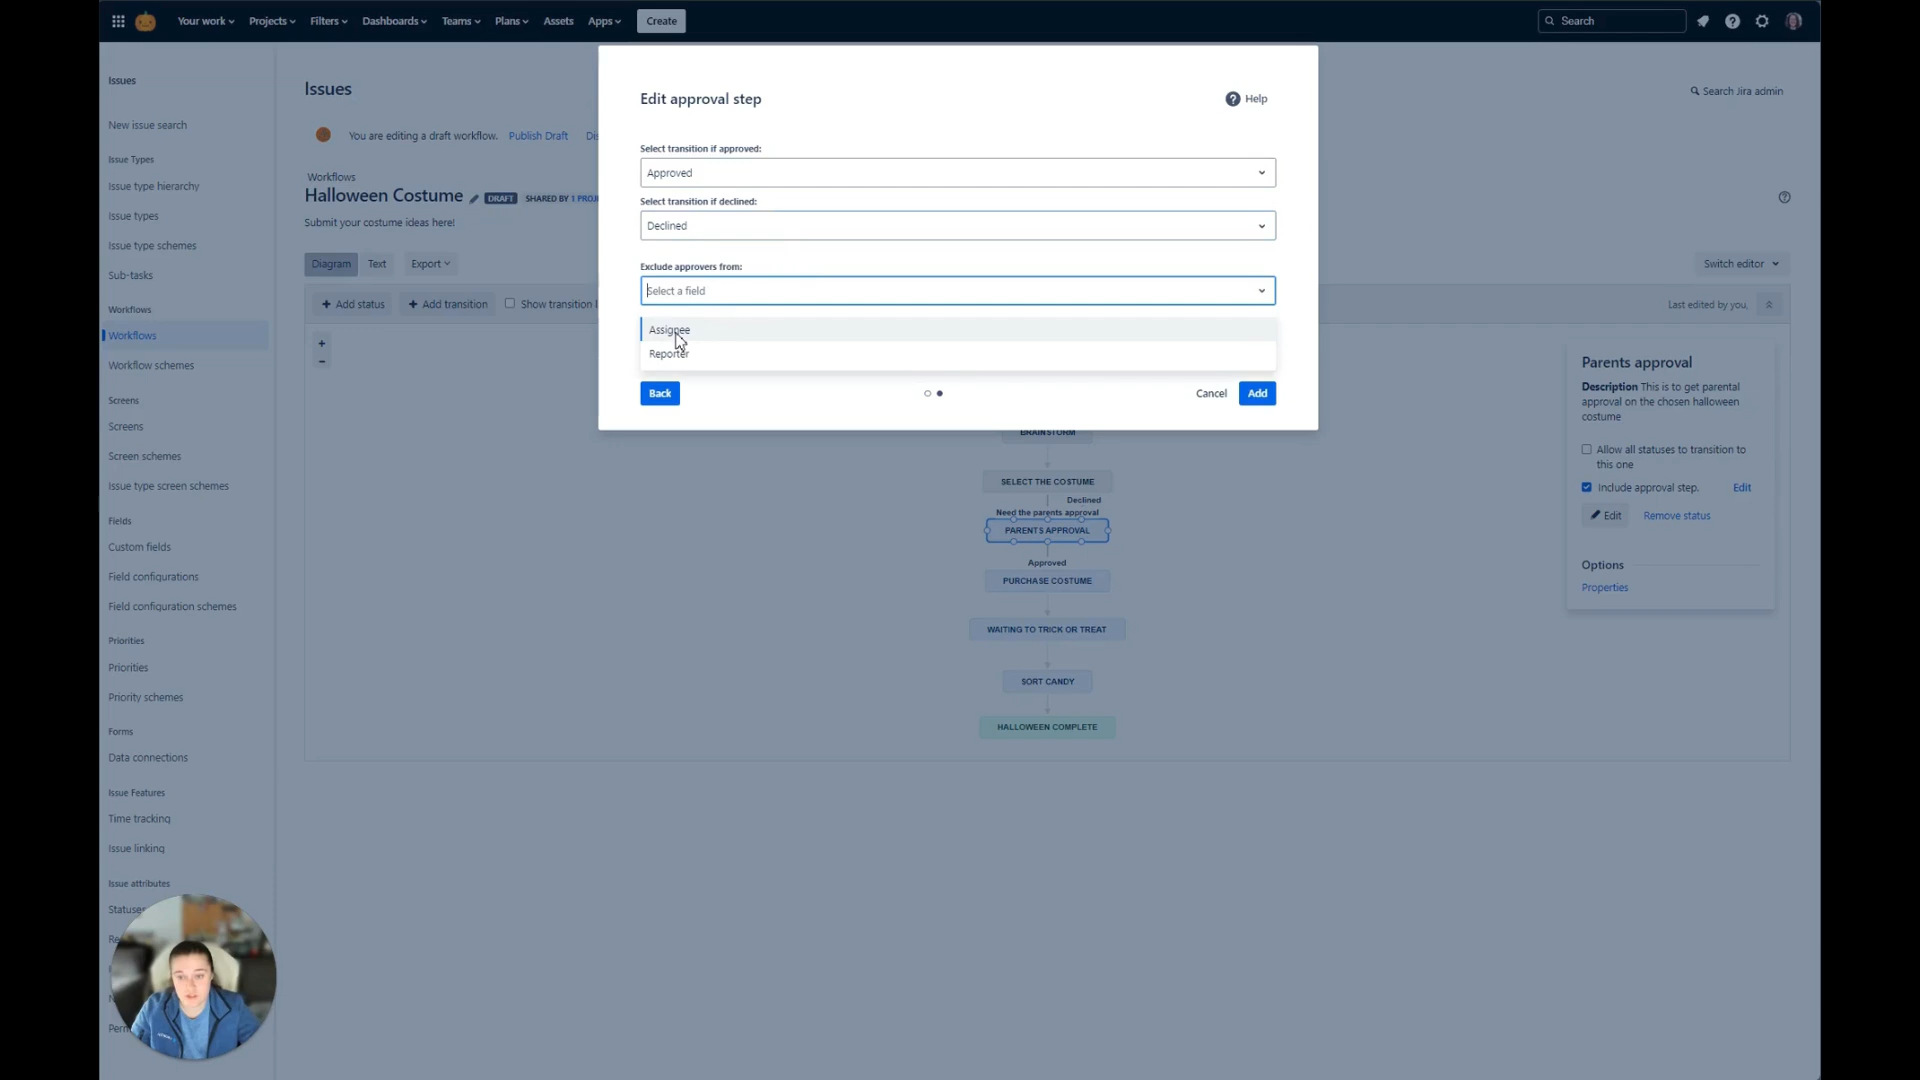 Your work
Projects
Filters
Dashboards
Teams
Plans
Assets
Apps
Create
Search
Edit approval step
Help
Select transition if approved:
Approved
Select transition if declined:
Declined
Exclude approvers from:
Select a field
Assignee
Reporter
Back
Cancel
Add
Issues
New issue search
Issue Types
Issue type hierarchy
Issue types
Issue type schemes
Sub-tasks
Workflows
Workflows
Workflow schemes
Screens
Screens
Screen schemes
Issue type screen schemes
Fields
Custom fields
Field configurations
Field configuration schemes
Priorities
Priorities
Priority schemes
Forms
Data connections
Issue Features
Time tracking
Issue linking
Issue attributes
Statuses
Issues
Search Jira admin
You are editing a draft workflow. Publish Draft Dis
Workflows
Halloween Costume DRAFT SHARED BY 1 PROJE
Submit your costume ideas here!
Diagram Text Export
Switch editor
+ Add status + Add transition Show transition l
Last edited by you,
+
−
BRAINSTORM
SELECT THE COSTUME
Declined
Need the parents approval
PARENTS APPROVAL
Approved
PURCHASE COSTUME
WAITING TO TRICK OR TREAT
SORT CANDY
HALLOWEEN COMPLETE
Parents approval
Description This is to get parental
approval on the chosen halloween
costume
Allow all statuses to transition to
this one
Include approval step. Edit
Edit Remove status
Options
Properties